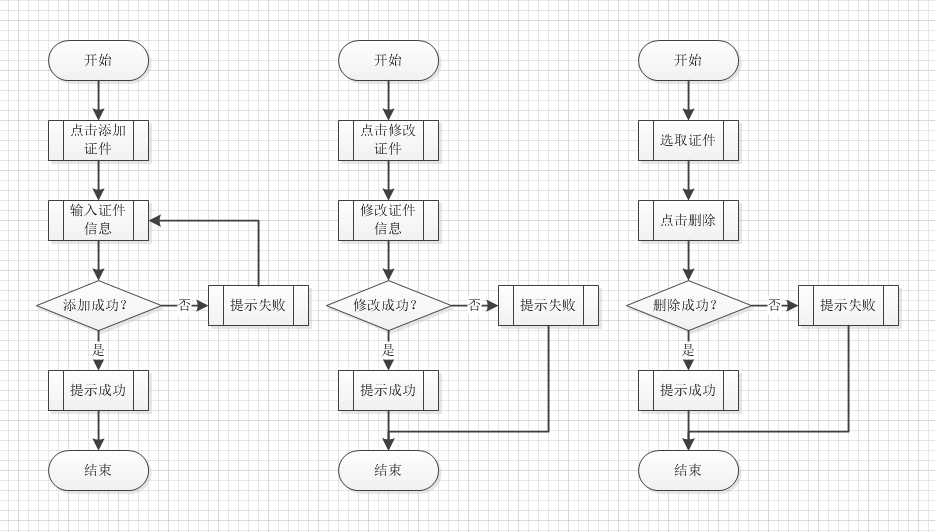 开始
点击添加
证件
输入证件
信息
添加成功?
否
提示失败
是
提示成功
结束
开始
点击修改
证件
修改证件
信息
修改成功?
否
提示失败
是
提示成功
结束
开始
选取证件
点击删除
删除成功?
否
提示失败
是
提示成功
结束